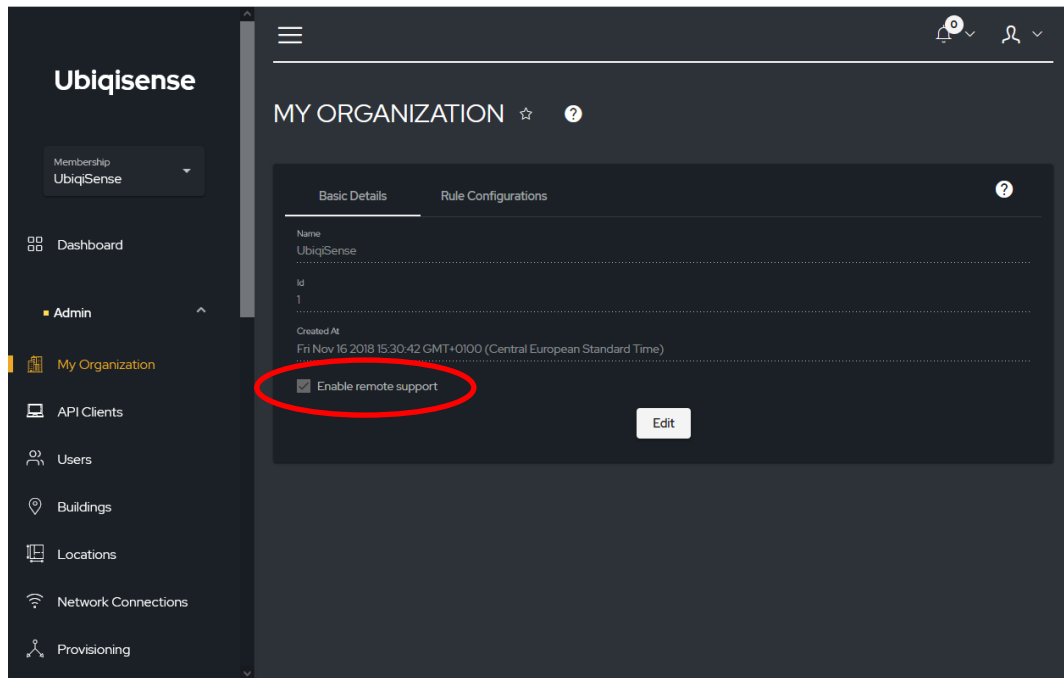 0
Ubiqisense
MY ORGANIZATION
?
Membership
UbiqiSense
Basic Details
Rule Configurations
?
Name
UbiqiSense
Dashboard
Id
1
Admin
Created At
Fri Nov 16 2018 15:30:42 GMT+0100 (Central European Standard Time)
My Organization
Enable remote support
API Clients
Edit
Users
Buildings
Locations
Network Connections
Provisioning